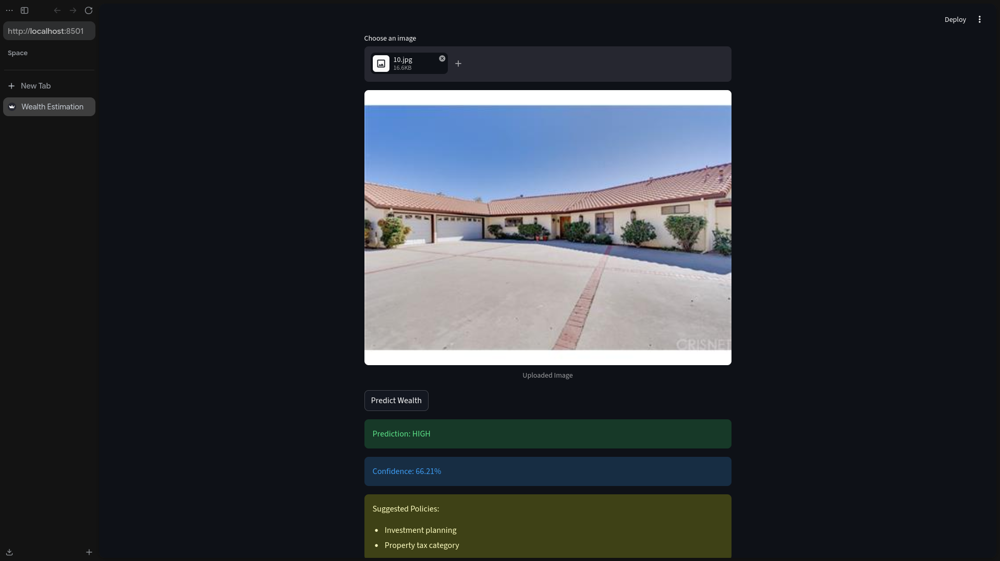 http://localhost:8501
Space
New Tab
Wealth Estimation
Deploy
Choose an image
10.jpg
16.6KB
CRISNET
Uploaded Image
Predict Wealth
Prediction: HIGH
Confidence: 66.21%
Suggested Policies:
Investment planning
Property tax category